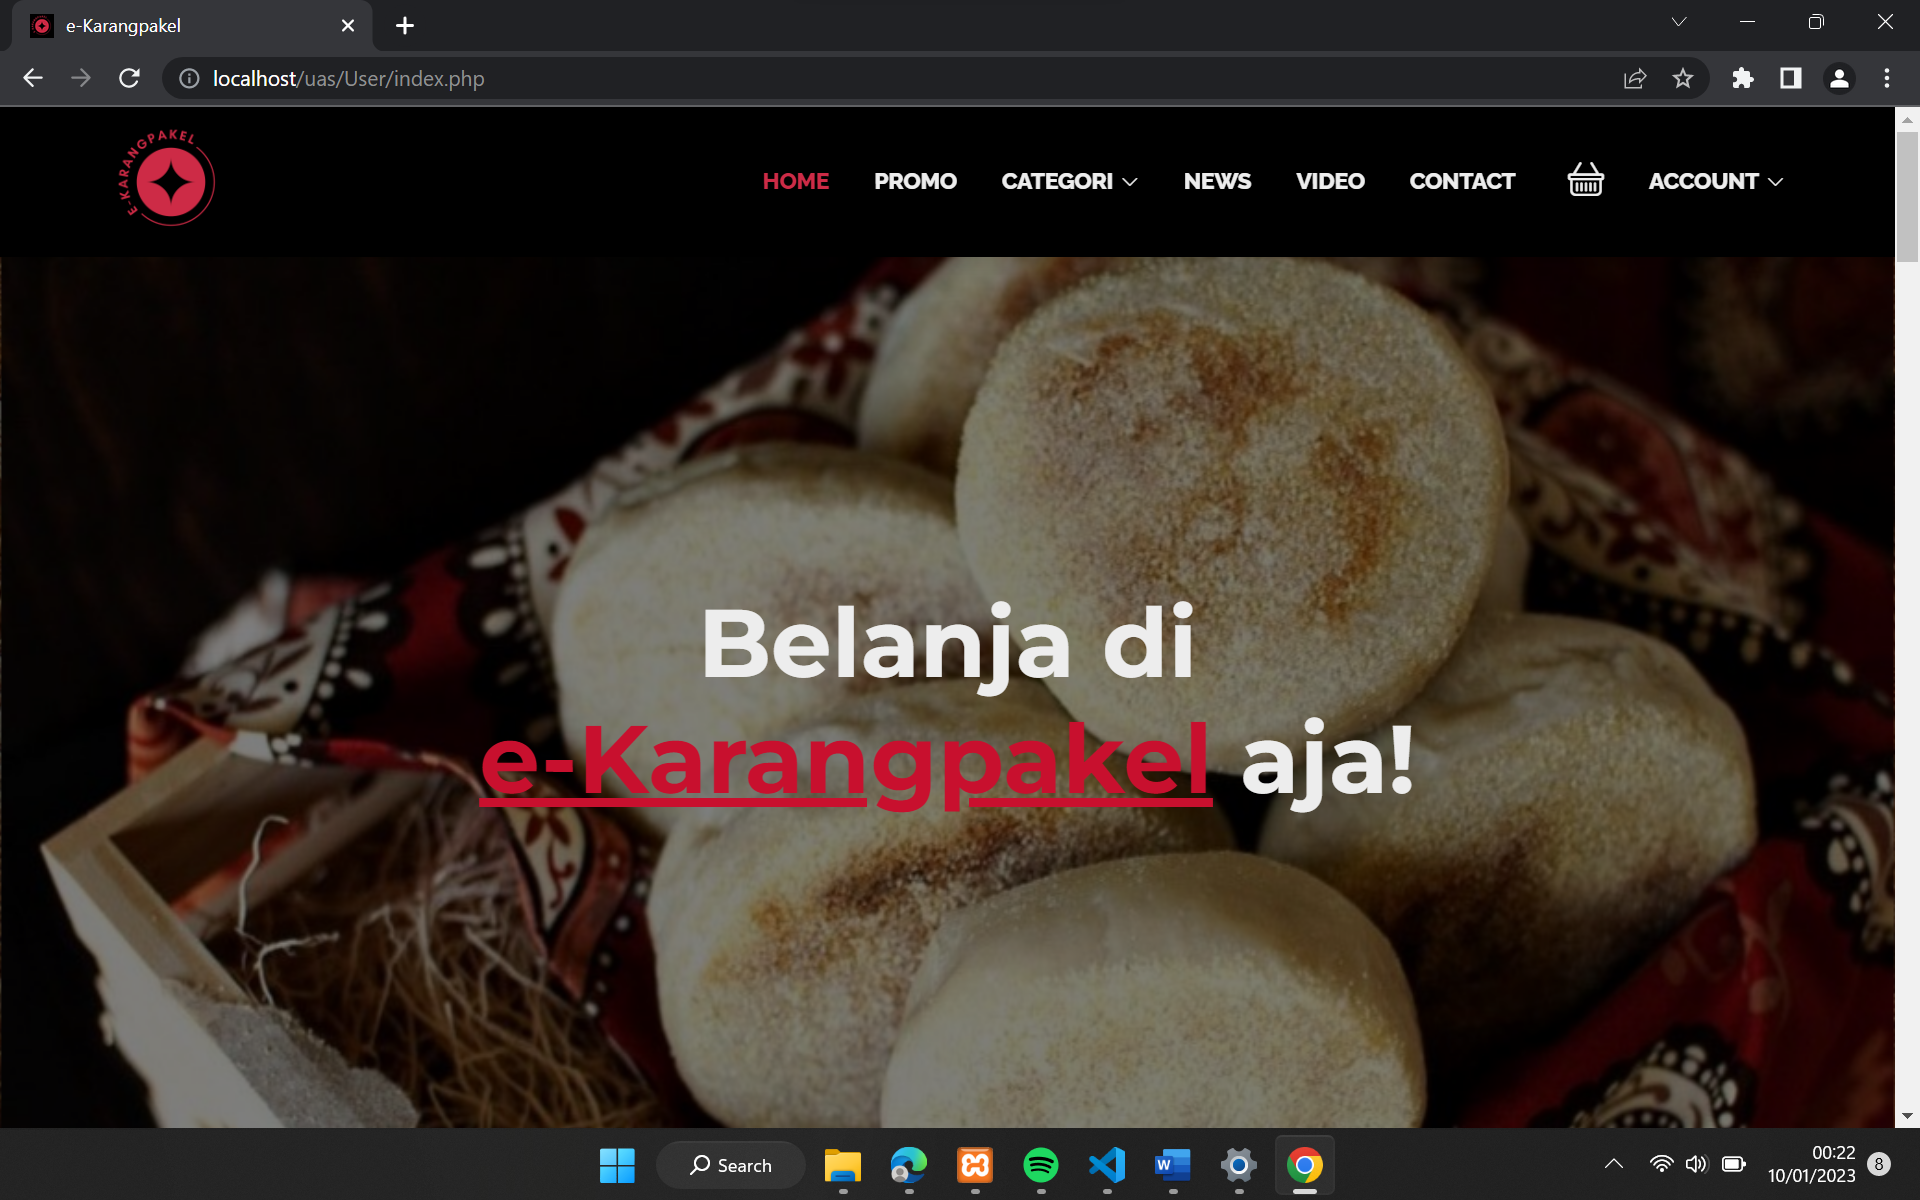 e-Karangpakel
localhost/uas/User/index.php
E-KARANGPAKEL
HOME PROMO CATEGORI NEWS VIDEO CONTACT ACCOUNT
Belanja di
e-Karangpakel aja!
Search
W
00:22
10/01/2023
8